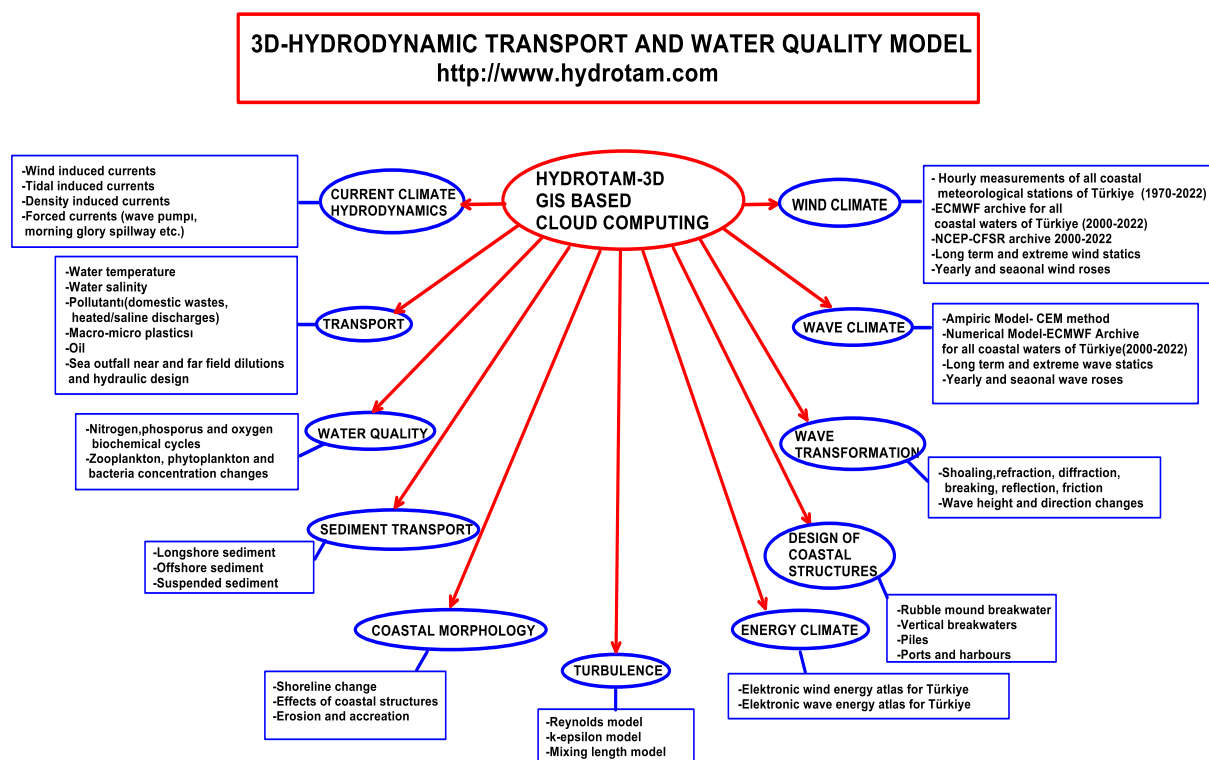 3D-HYDRODYNAMIC TRANSPORT AND WATER QUALITY MODEL
http://www.hydrotam.com
HYDROTAM-3D
GIS BASED
CLOUD COMPUTING
CURRENT CLIMATE
HYDRODYNAMICS
-Wind induced currents
-Tidal induced currents
-Density induced currents
-Forced currents (wave pumpı,
morning glory spillway etc.)
TRANSPORT
-Water temperature
-Water salinity
-Pollutantı(domestic wastes,
heated/saline discharges)
-Macro-micro plasticsı
-Oil
-Sea outfall near and far field dilutions
and hydraulic design
WATER QUALITY
-Nitrogen,phosporus and oxygen
biochemical cycles
-Zooplankton, phytoplankton and
bacteria concentration changes
SEDIMENT TRANSPORT
-Longshore sediment
-Offshore sediment
-Suspended sediment
COASTAL MORPHOLOGY
-Shoreline change
-Effects of coastal structures
-Erosion and accreation
TURBULENCE
-Reynolds model
-k-epsilon model
-Mixing length model
ENERGY CLIMATE
-Elektronic wind energy atlas for Türkiye
-Elektronic wave energy atlas for Türkiye
DESIGN OF
COASTAL
STRUCTURES
-Rubble mound breakwater
-Vertical breakwaters
-Piles
-Ports and harbours
WAVE
TRANSFORMATION
-Shoaling,refraction, diffraction,
breaking, reflection, friction
-Wave height and direction changes
WAVE CLIMATE
-Ampiric Model- CEM method
-Numerical Model-ECMWF Archive
for all coastal waters of Türkiye(2000-2022)
-Long term and extreme wave statics
-Yearly and seaonal wave roses
WIND CLIMATE
- Hourly measurements of all coastal
meteorological stations of Türkiye (1970-2022)
-ECMWF archive for all
coastal waters of Türkiye (2000-2022)
-NCEP-CFSR archive 2000-2022
-Long term and extreme wind statics
-Yearly and seaonal wind roses